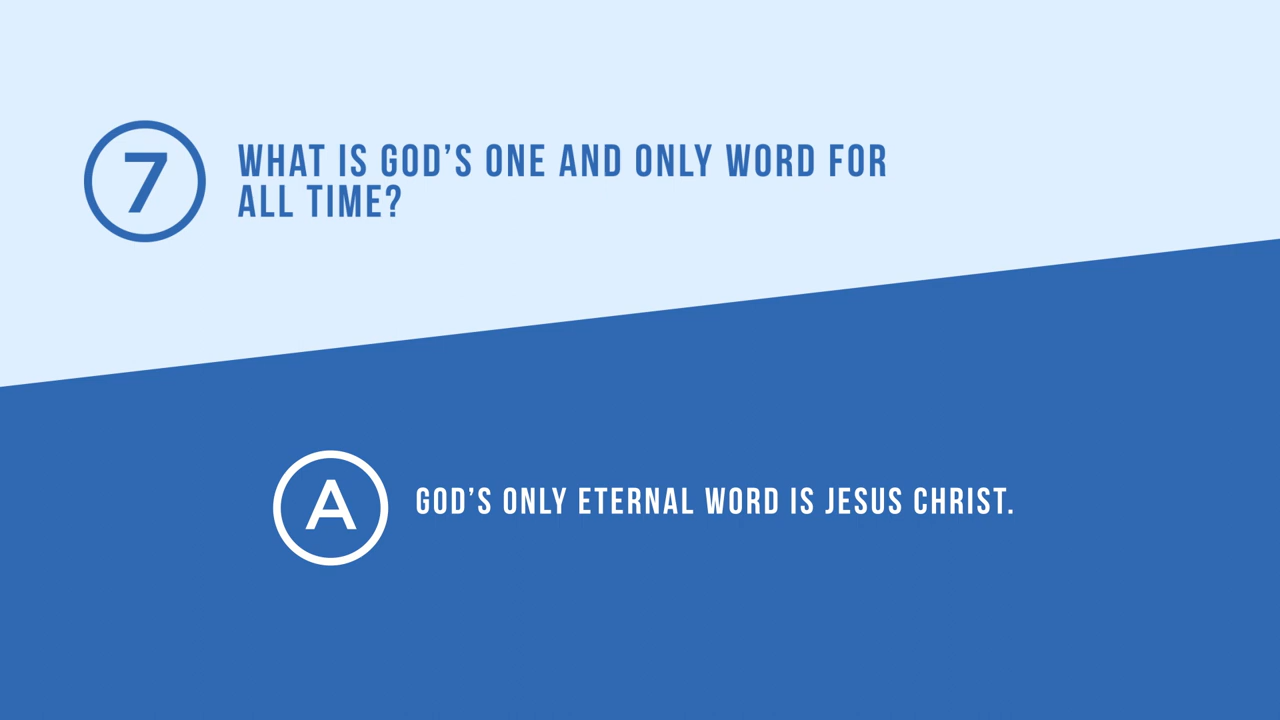 7
WHAT IS GOD’S ONE AND ONLY WORD FOR
ALL TIME?
A
GOD’S ONLY ETERNAL WORD IS JESUS CHRIST.